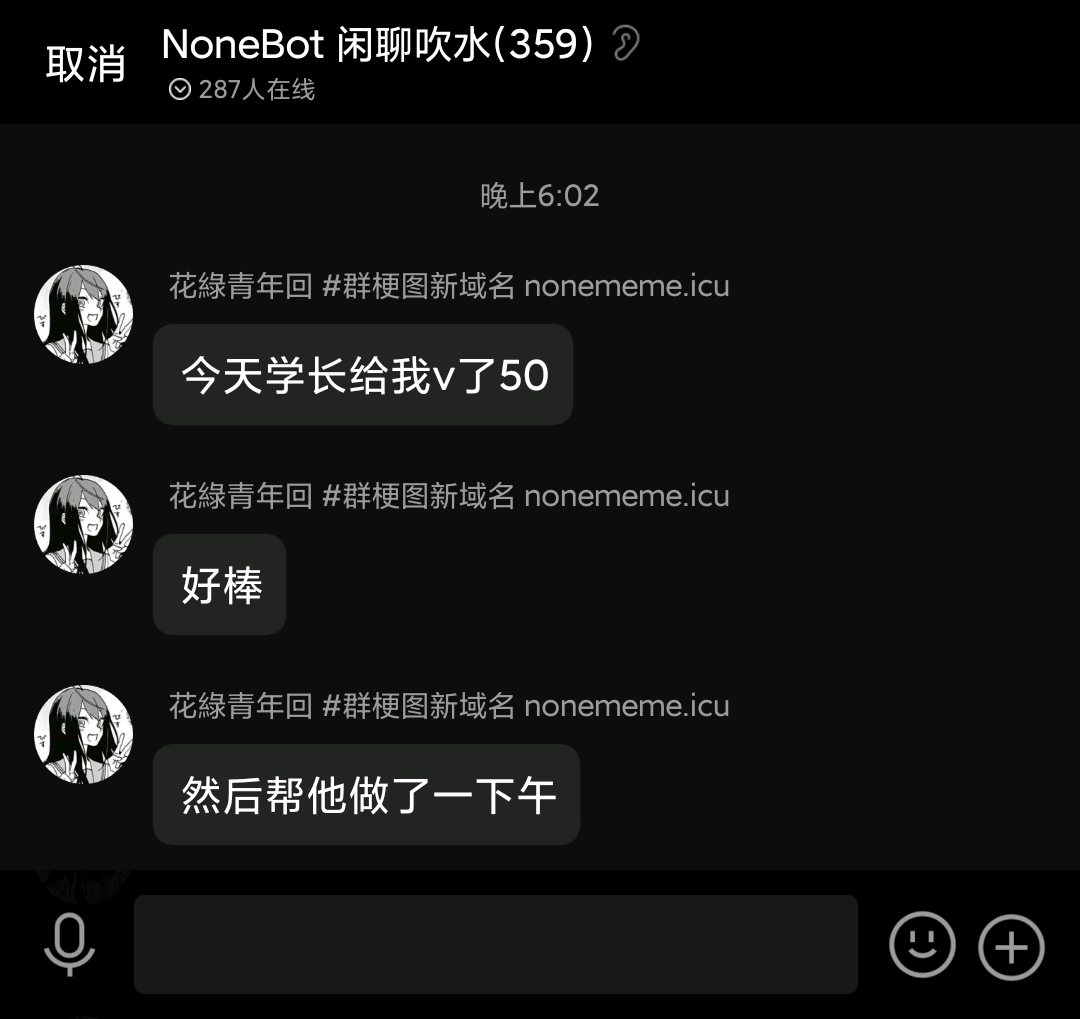 取消
NoneBot 闲聊吹水(359)
287人在线
晚上6:02
花綠青年回 #群梗图新域名 nonememe.icu
今天学长给我v了50
花綠青年回 #群梗图新域名 nonememe.icu
好棒
花綠青年回 #群梗图新域名 nonememe.icu
然后帮他做了一下午